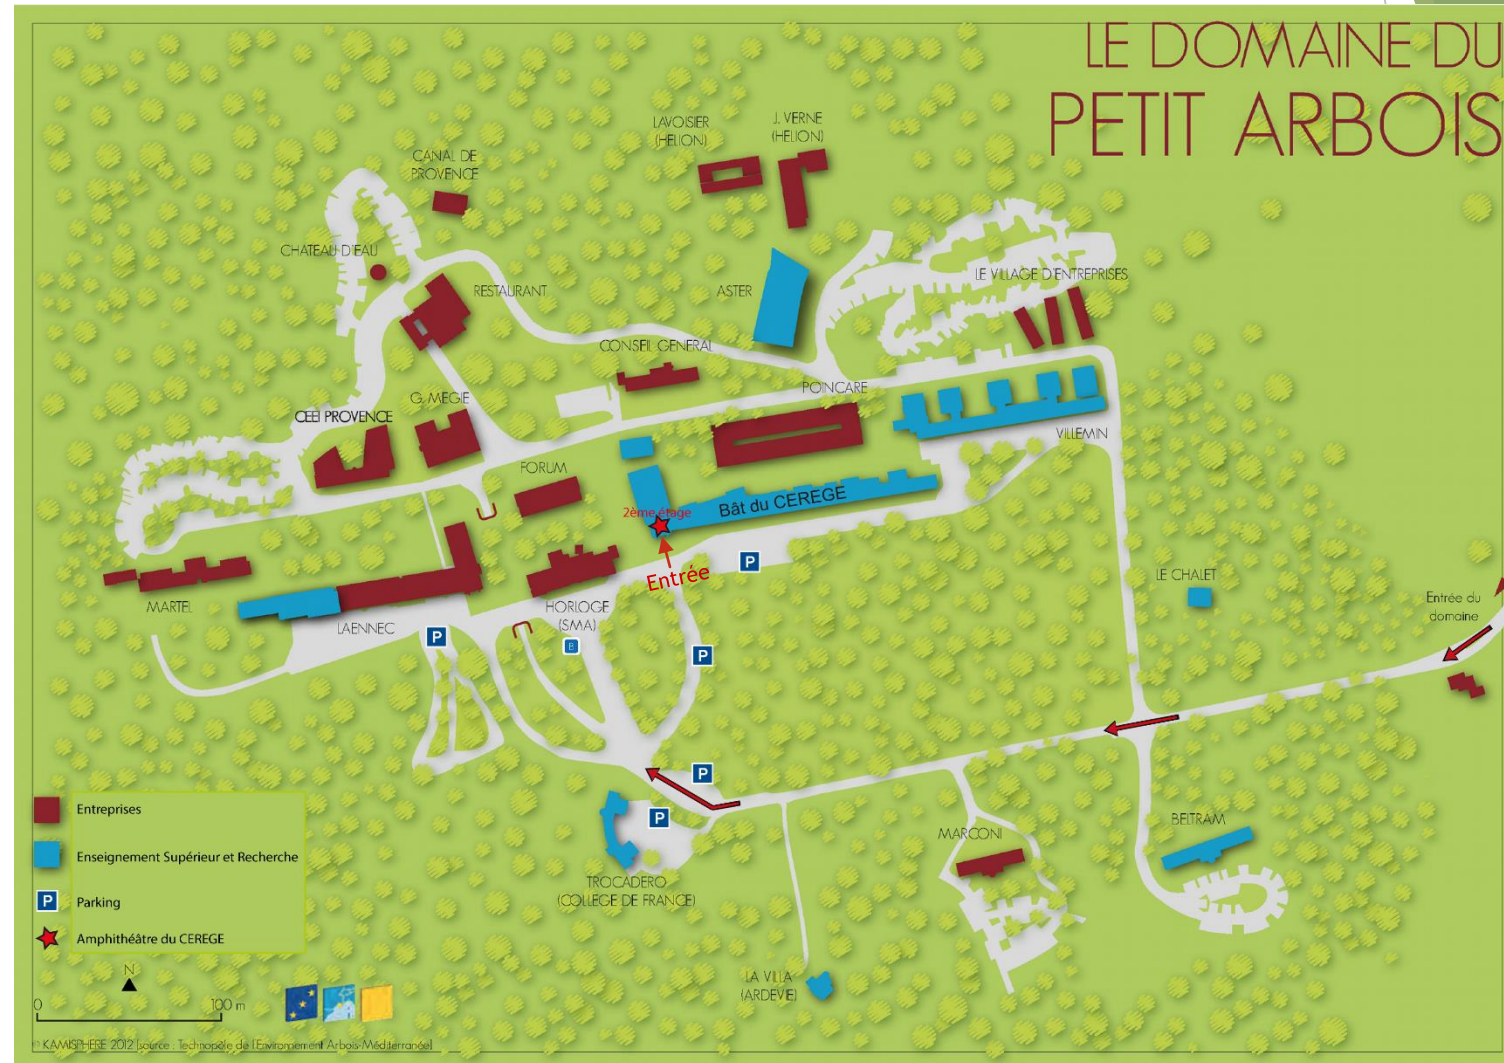 LE DOMAINE DU
PETIT ARBOIS
LAVOISIER
(HELION)
J. VERNE
(HELION)
CANAL DE
PROVENCE
CHATEAU D'EAU
RESTAURANT
ASTER
LE VILLAGE D'ENTREPRISES
CONSEIL GENERAL
POINCARE
G. MEGIE
CEEI PROVENCE
VILLEMIN
FORUM
2ème étage
Bât du CEREGE
P
Entrée
LE CHALET
Entrée du
domaine
MARTEL
HORLOGE
(SMA)
LAENNEC
P
P
P
P
P
MARCONI
BELTRAM
TROCADERO
(COLLEGE DE FRANCE)
LA VILLA
(ARDEVIE)
Entreprises
Enseignement Supérieur et Recherche
P
Parking
Amphithéâtre du CEREGE
N
0
100 m
© KAMISPHERE 2012 (source : Technopôle de l'Environnement Arbois-Méditerranée)